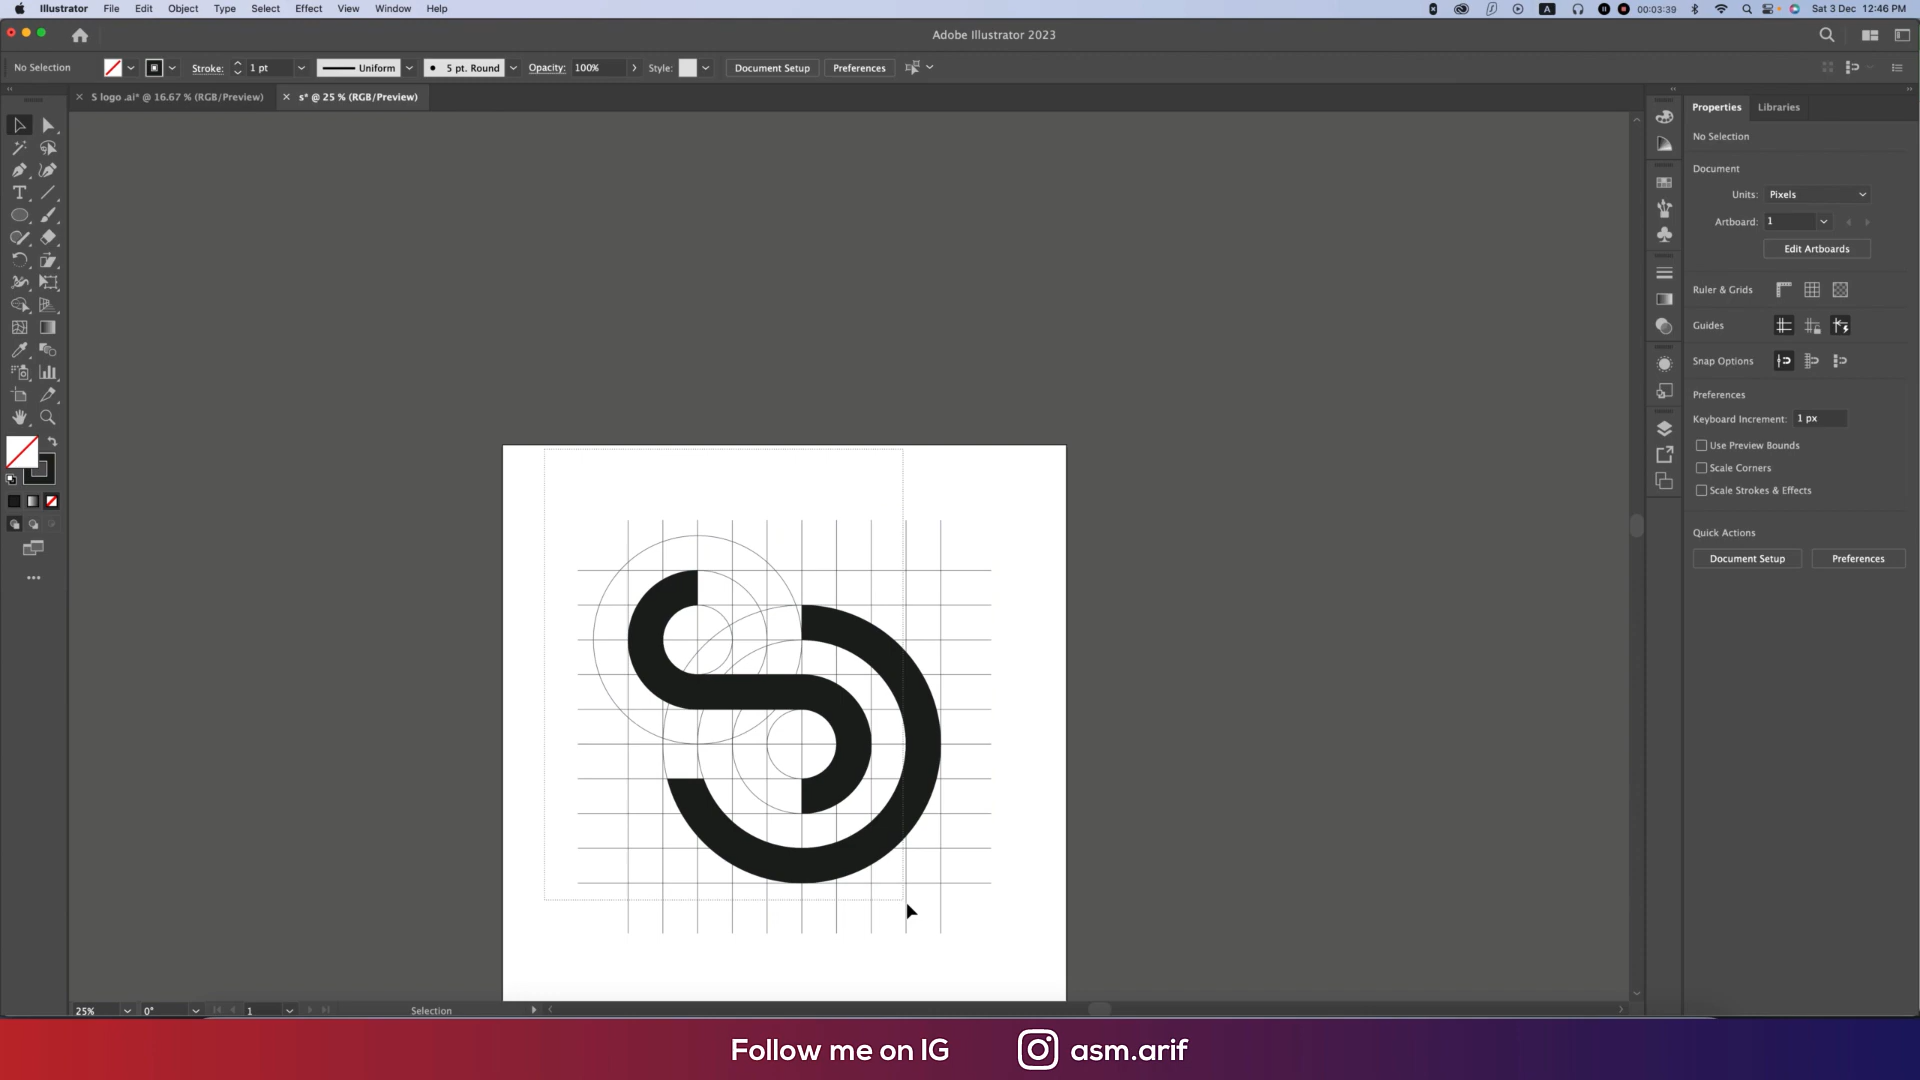 Illustrator File Edit Object Type Select Effect View Window Help
A 00:03:39 Sat 3 Dec 12:46 PM
Adobe Illustrator 2023
No Selection Stroke: 1 pt Uniform 5 pt. Round Opacity: 100% Style: Document Setup Preferences
S logo .ai* @ 16.67 % (RGB/Preview) s* @ 25 % (RGB/Preview)
Properties Libraries
No Selection
Document
Units: Pixels
Artboard: 1
Edit Artboards
Ruler & Grids
Guides
Snap Options
Preferences
Keyboard Increment: 1 px
Use Preview Bounds
Scale Corners
Scale Strokes & Effects
Quick Actions
Document Setup Preferences
25% 0° 1 Selection
Follow me on IG asm.arif